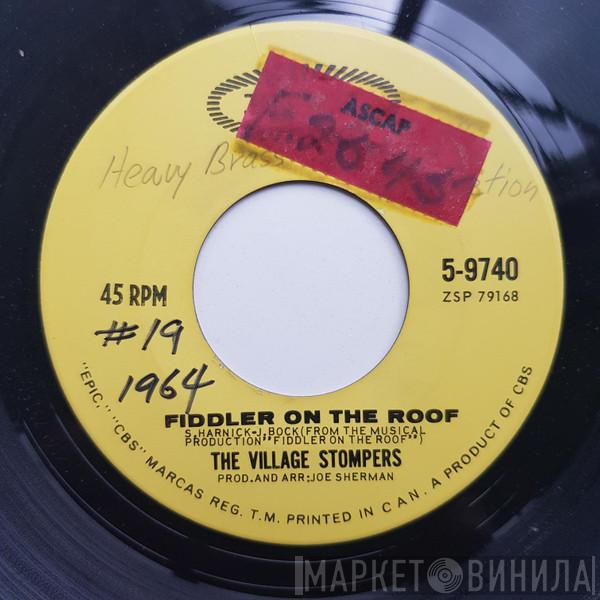 ASCAP
Heavy Brass
45 RPM
5-9740
ZSP 79168
#19
1964
FIDDLER ON THE ROOF
S. HARNICK-J. BOCK (FROM THE MUSICAL
PRODUCTION "FIDDLER ON THE ROOF")
THE VILLAGE STOMPERS
PROD. AND ARR: JOE SHERMAN
"EPIC," "CBS" MARCAS REG. T.M. PRINTED IN CAN. A PRODUCT OF CBS
МАРКЕТ ВИНИЛА